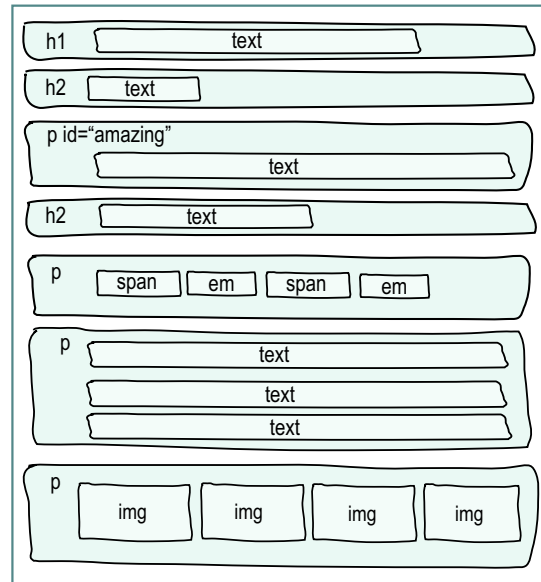 h1 text
h2 text
p id=“amazing”
text
h2 text
p span em span em
p
text
text
text
p
img img img img